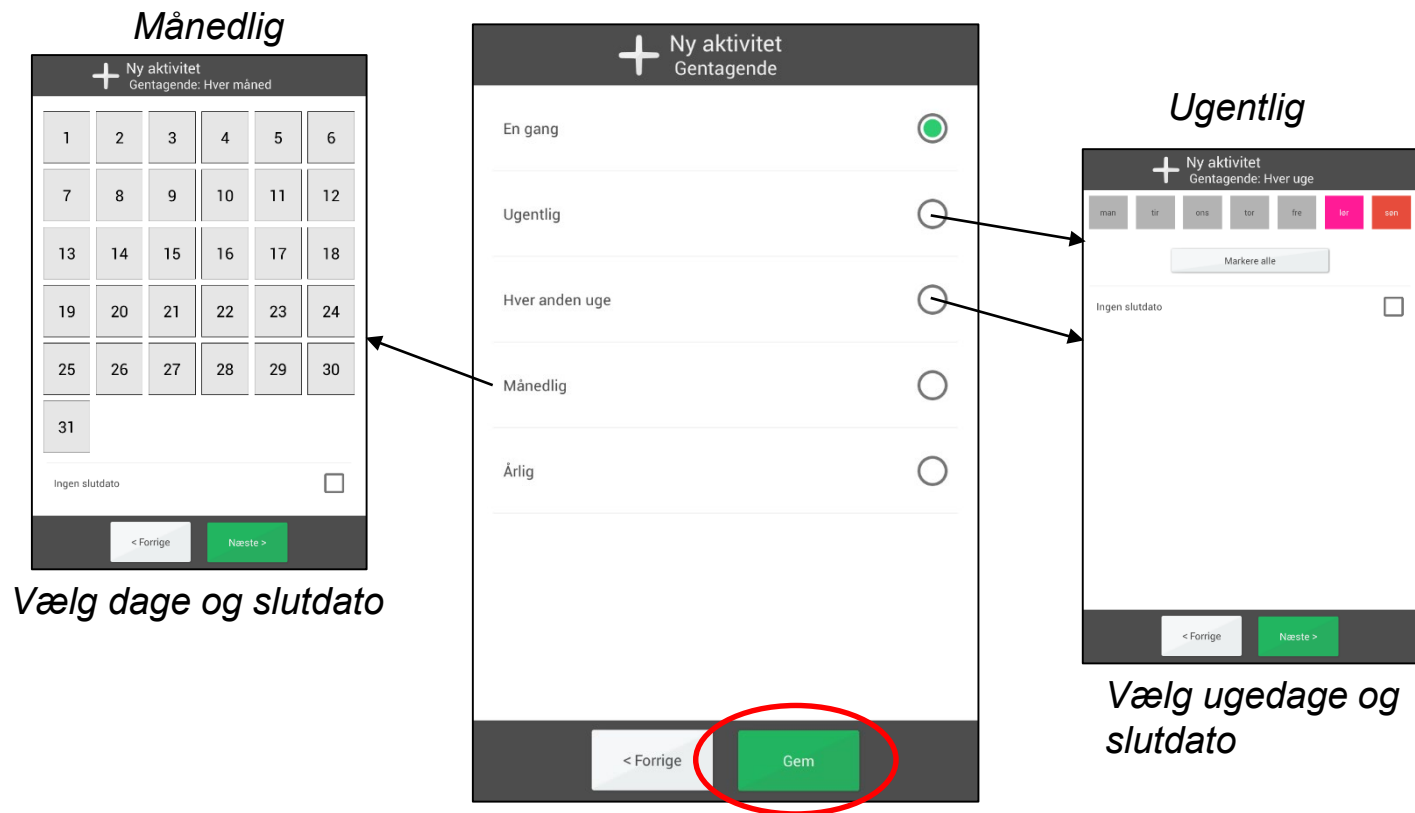 Månedlig
Ny aktivitet
Gentagende: Hver måned
1 2 3 4 5 6
7 8 9 10 11 12
13 14 15 16 17 18
19 20 21 22 23 24
25 26 27 28 29 30
31
Ingen slutdato
< Forrige Næste >
Vælg dage og slutdato
Ny aktivitet
Gentagende
En gang
Ugentlig
Hver anden uge
Månedlig
Årlig
< Forrige Gem
Ugentlig
Ny aktivitet
Gentagende: Hver uge
man tir ons tor fre lør søn
Markere alle
Ingen slutdato
< Forrige Næste >
Vælg ugedage og
slutdato